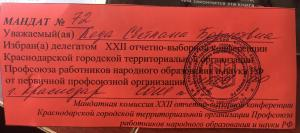 МАНДАТ № 72
Уважаемый(ая) Светлана
Избран(а) делегатом XXII отчетно-выборной конференции
Краснодарской городской территориальной организации
Профсоюза работников народного образования и науки РФ
от первичной профсоюзной организации
г. Краснодар
Мандатная комиссия XXII отчетно-выборной конференции
Краснодарской городской территориальной организации Профсоюза
работников народного образования и науки РФ